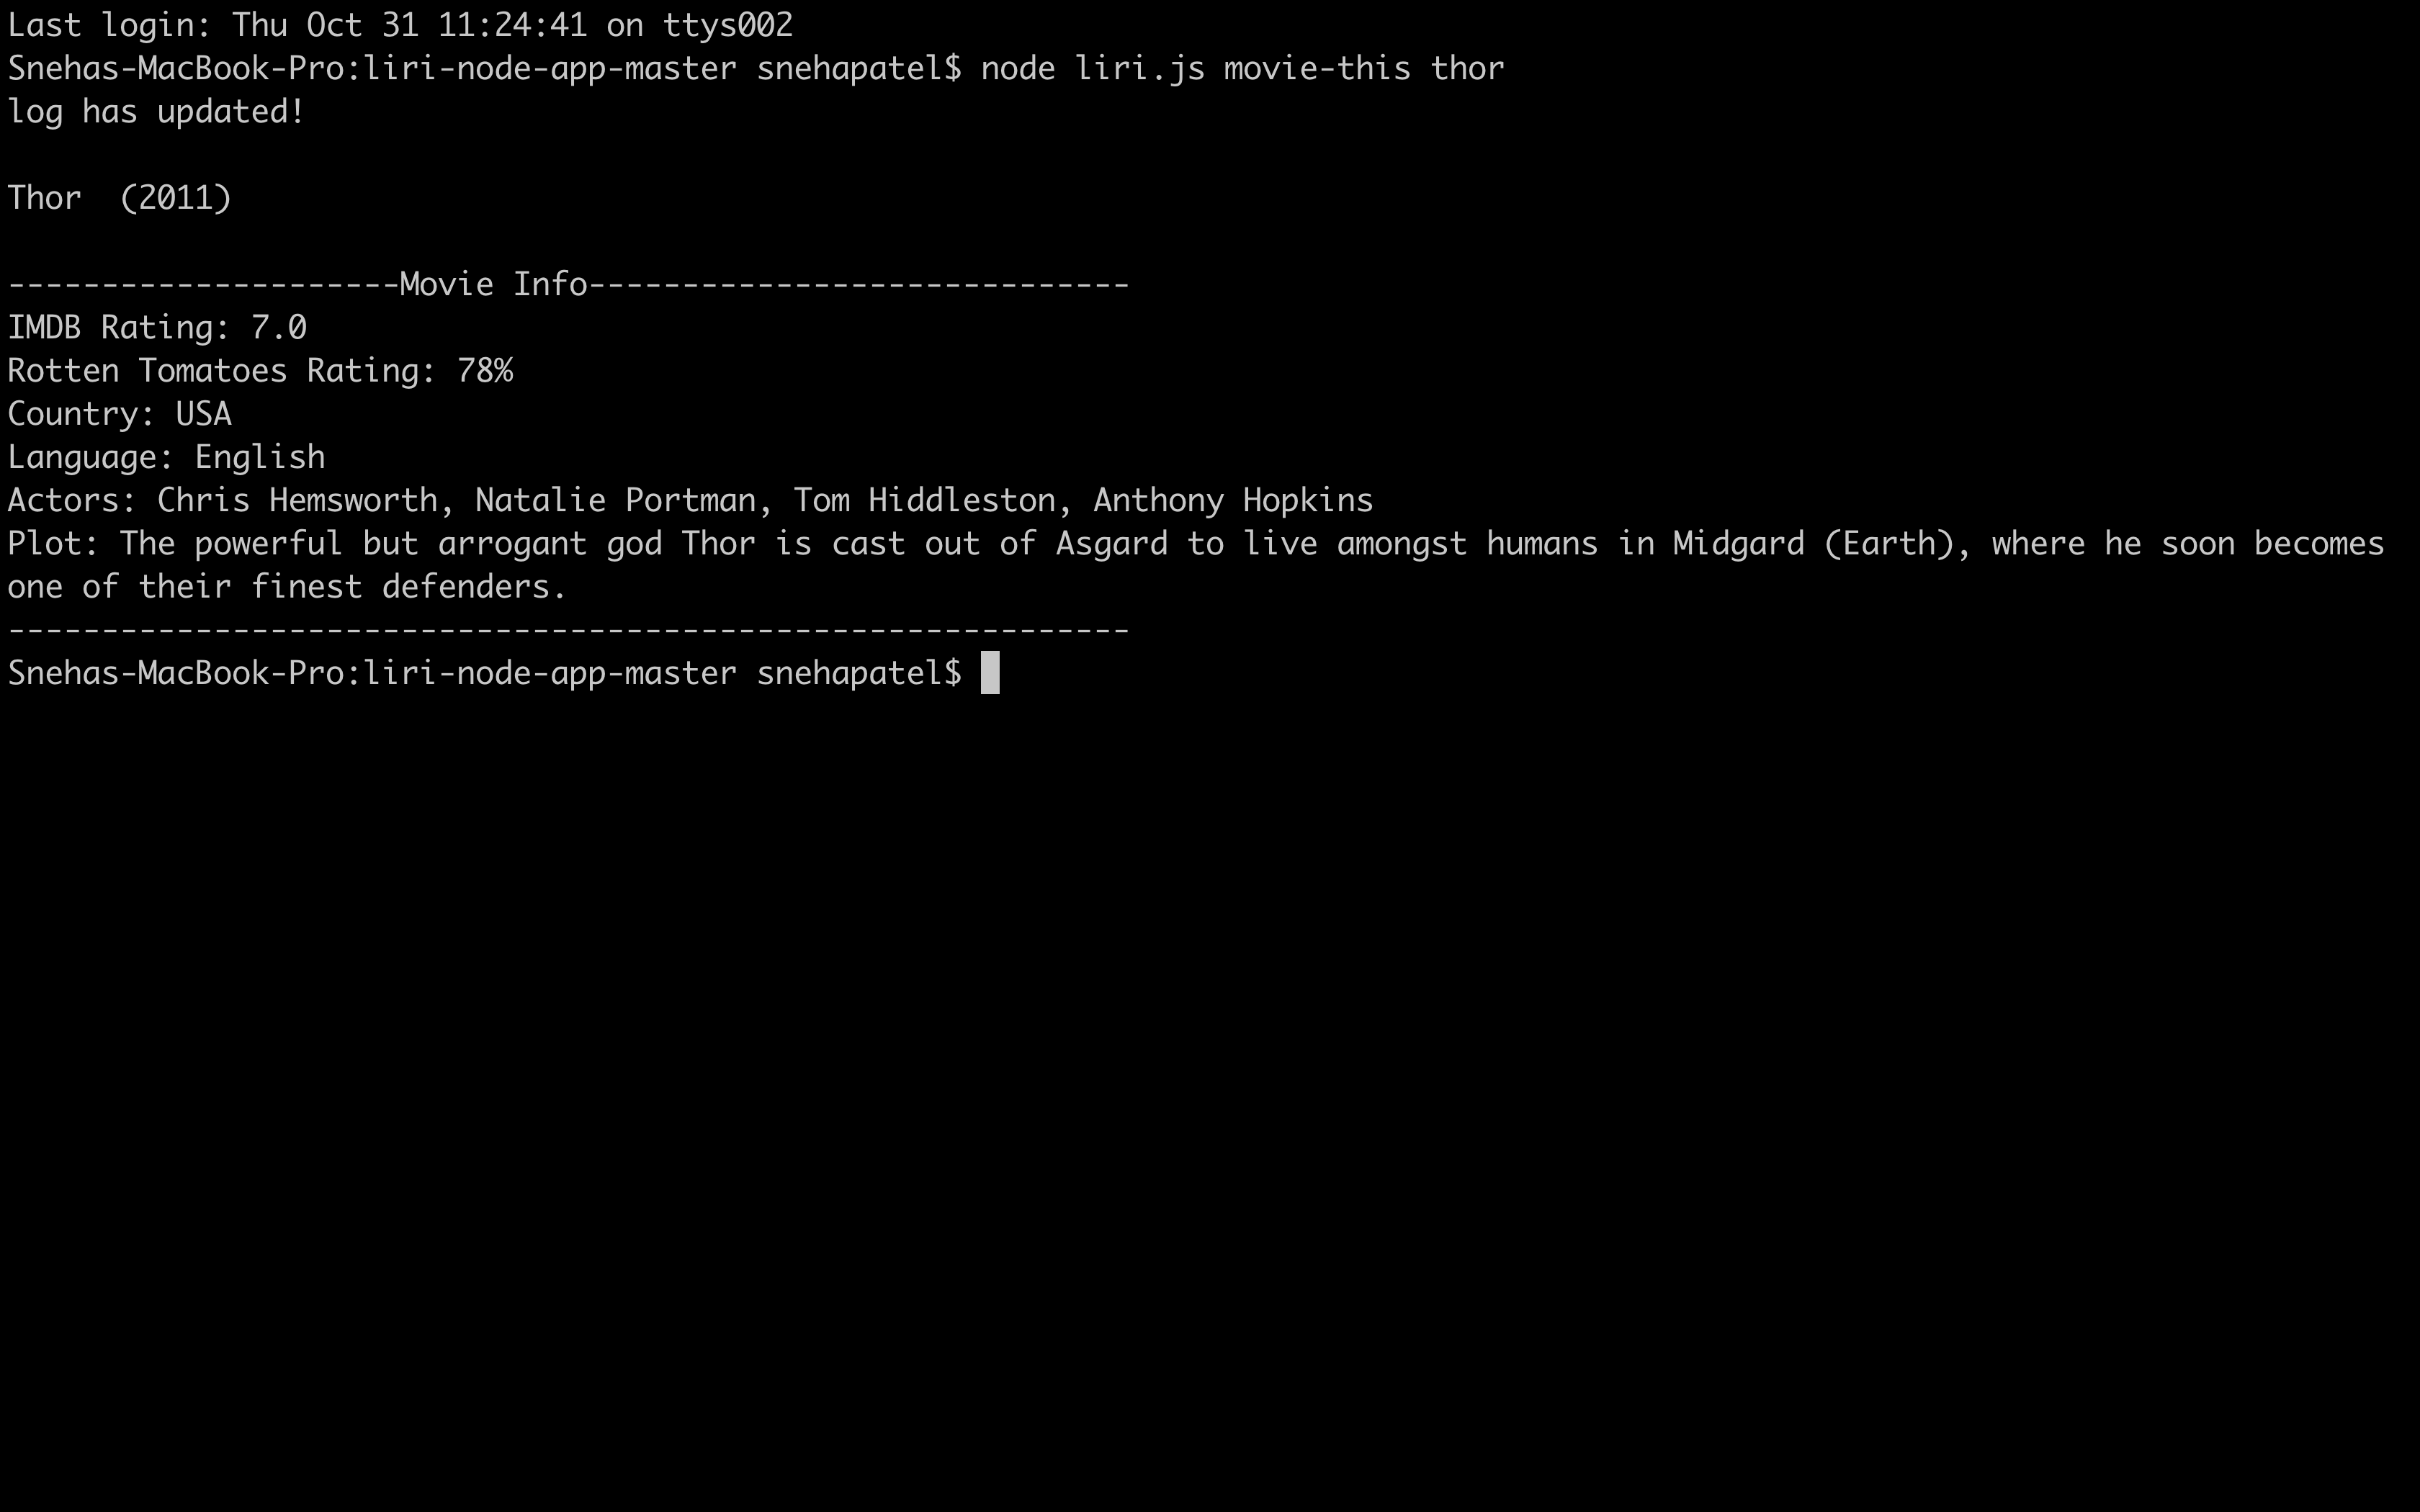 Last login: Thu Oct 31 11:24:41 on ttys002
Snehas-MacBook-Pro:liri-node-app-master snehapatel$ node liri.js movie-this thor
log has updated!
Thor  (2011)
---------------------Movie Info-----------------------------
IMDB Rating: 7.0
Rotten Tomatoes Rating: 78%
Country: USA
Language: English
Actors: Chris Hemsworth, Natalie Portman, Tom Hiddleston, Anthony Hopkins
Plot: The powerful but arrogant god Thor is cast out of Asgard to live amongst humans in Midgard (Earth), where he soon becomes
one of their finest defenders.
------------------------------------------------------------
Snehas-MacBook-Pro:liri-node-app-master snehapatel$